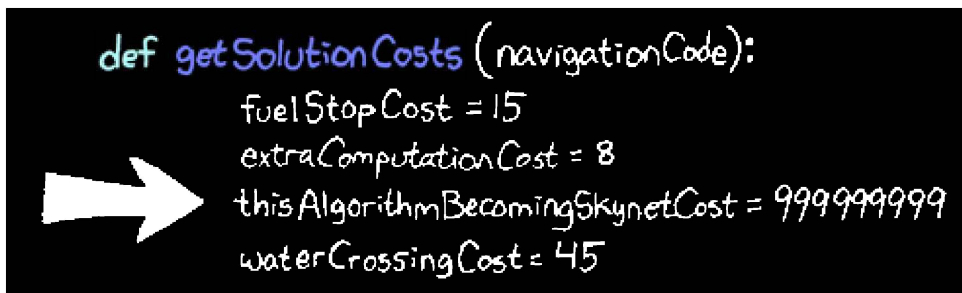 def getSolutionCosts(navigationCode):
fuelStopCost = 15
extraComputationCost = 8
thisAlgorithmBecomingSkynetCost = 999999999
waterCrossingCost = 45